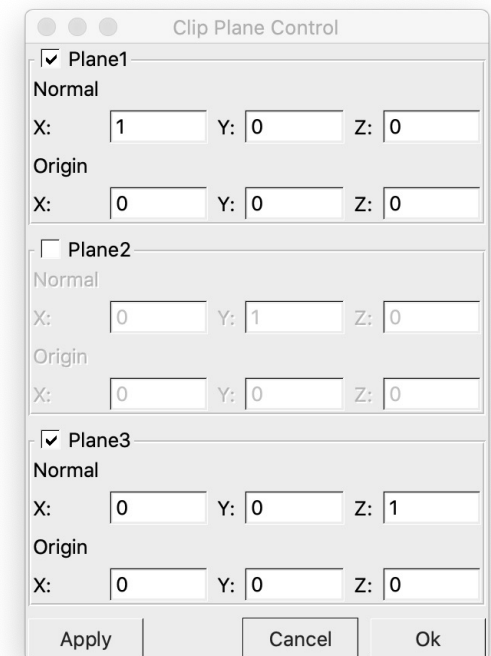 Clip Plane Control
Plane1
Normal
X: 1 Y: 0 Z: 0
Origin
X: 0 Y: 0 Z: 0
Plane2
Normal
X: 0 Y: 1 Z: 0
Origin
X: 0 Y: 0 Z: 0
Plane3
Normal
X: 0 Y: 0 Z: 1
Origin
X: 0 Y: 0 Z: 0
Apply Cancel Ok